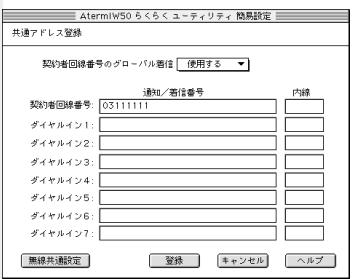 AtermIW50 らくらくユーティリティ 簡易設定
共通アドレス登録
契約者回線番号のグローバル着信 使用する
通知／着信番号 内線
契約者回線番号: 03111111
ダイヤルイン1:
ダイヤルイン2:
ダイヤルイン3:
ダイヤルイン4:
ダイヤルイン5:
ダイヤルイン6:
ダイヤルイン7:
無線共通設定 登録 キャンセル ヘルプ